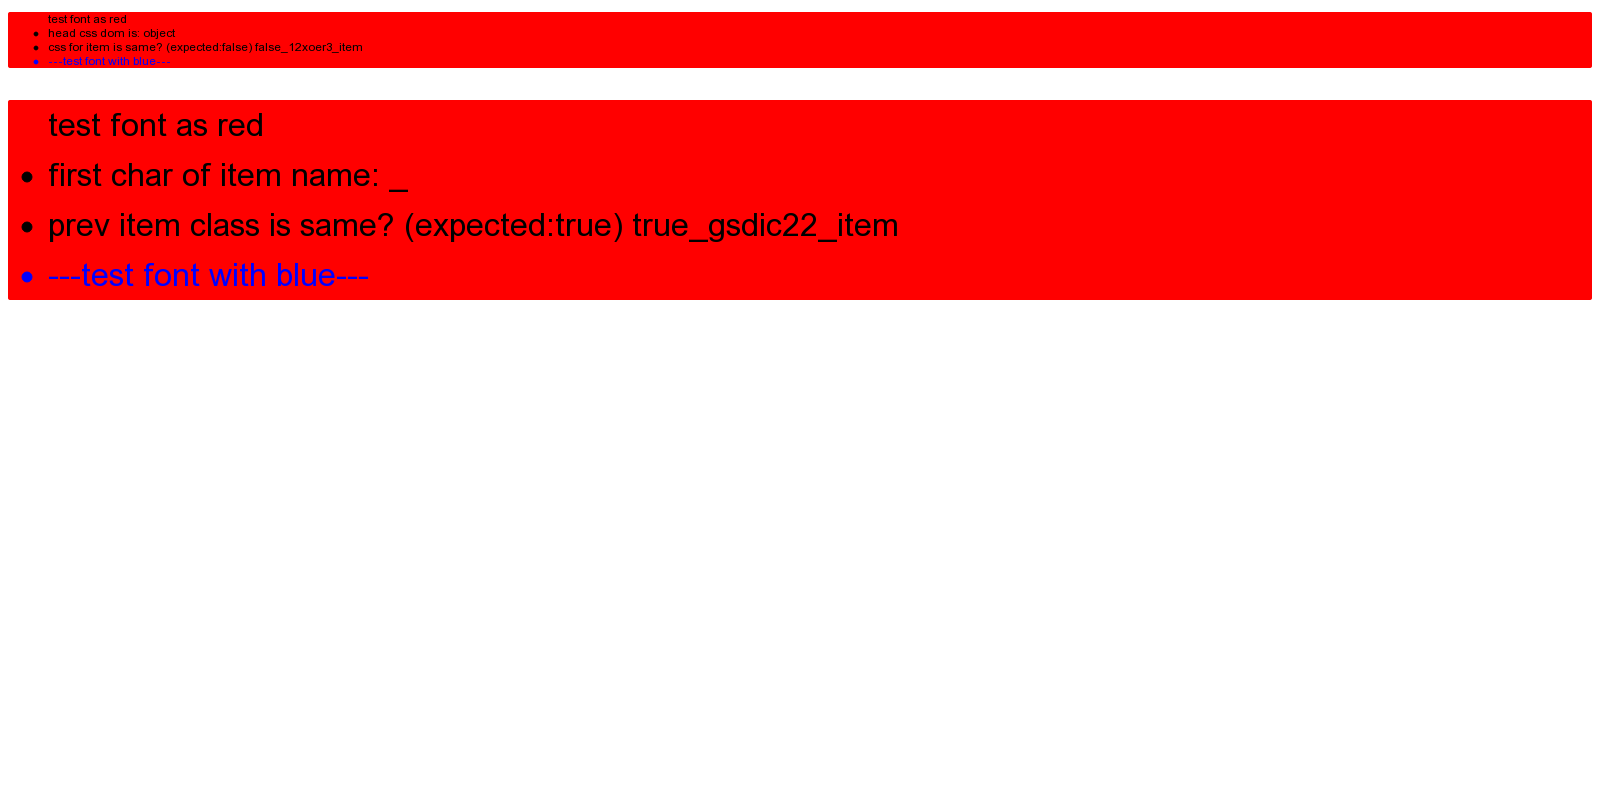 test font as red
head css dom is: object
css for item is same? (expected:false) false_12xoer3_item
---test font with blue---
test font as red
first char of item name: _
prev item class is same? (expected:true) true_gsdic22_item
---test font with blue---